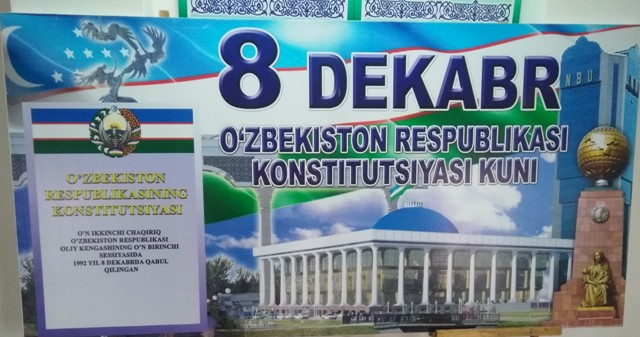 8 DEKABR
O'ZBEKISTON RESPUBLIKASI
KONSTITUTSIYASI KUNI
NBU
O'ZBEKISTON
RESPUBLIKASINING
KONSTITUTSIYASI
O'N IKKINCHI CHAQIRIQ
O'ZBEKISTON RESPUBLIKASI
OLIY KENGASHINING O'N BIRINCHI
SESSIYASIDA
1992 YIL 8 DEKABRDA QABUL
QILINGAN